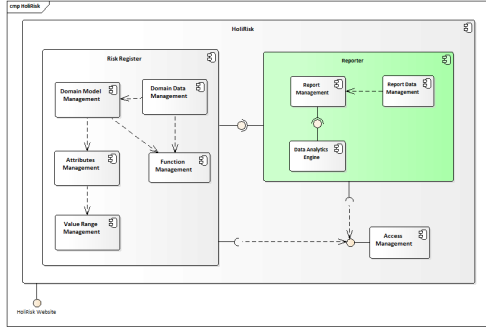 cmp HoliRisk
HoliRisk
Risk Register
Reporter
Domain Model
Management
Domain Data
Management
Report
Management
Report Data
Management
Attributes
Management
Function
Management
Data Analytics
Engine
Value Range
Management
Access
Management
HoliRisk Website